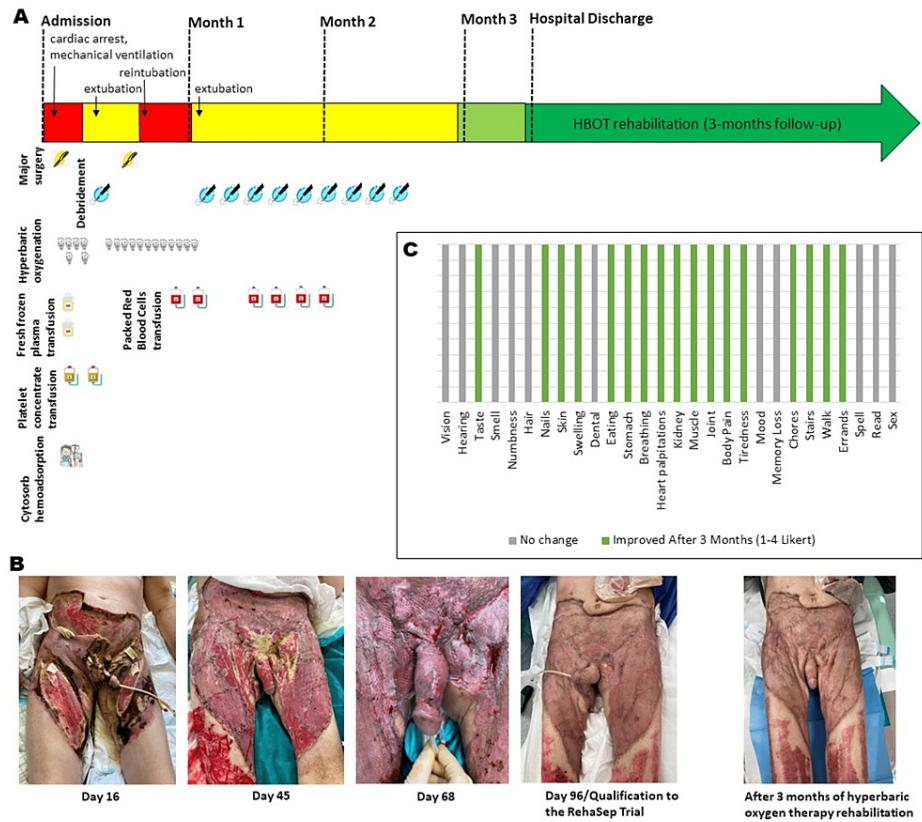 A
Admission
Month 1
Month 2
Month 3
Hospital Discharge
cardiac arrest,
mechanical ventilation
reintubation
extubation
extubation
HBOT rehabilitation (3-months follow-up)
Major
surgery
Debridement
Hyperbaric
oxygenation
Fresh frozen
plasma
transfusion
Packed Red
Blood Cells
transfusion
Platelet
concentrate
transfusion
Cytosorb
hemoadsorption
C
Vision
Hearing
Taste
Smell
Numbness
Hair
Nails
Skin
Swelling
Dental
Eating
Stomach
Breathing
Heart palpitations
Kidney
Muscle
Joint
Body Pain
Tiredness
Mood
Memory Loss
Chores
Stairs
Walk
Errands
Spell
Read
Sex
No change
Improved After 3 Months (1-4 Likert)
B
Day 16
Day 45
Day 68
Day 96/Qualification to
the RehaSep Trial
After 3 months of hyperbaric
oxygen therapy rehabilitation